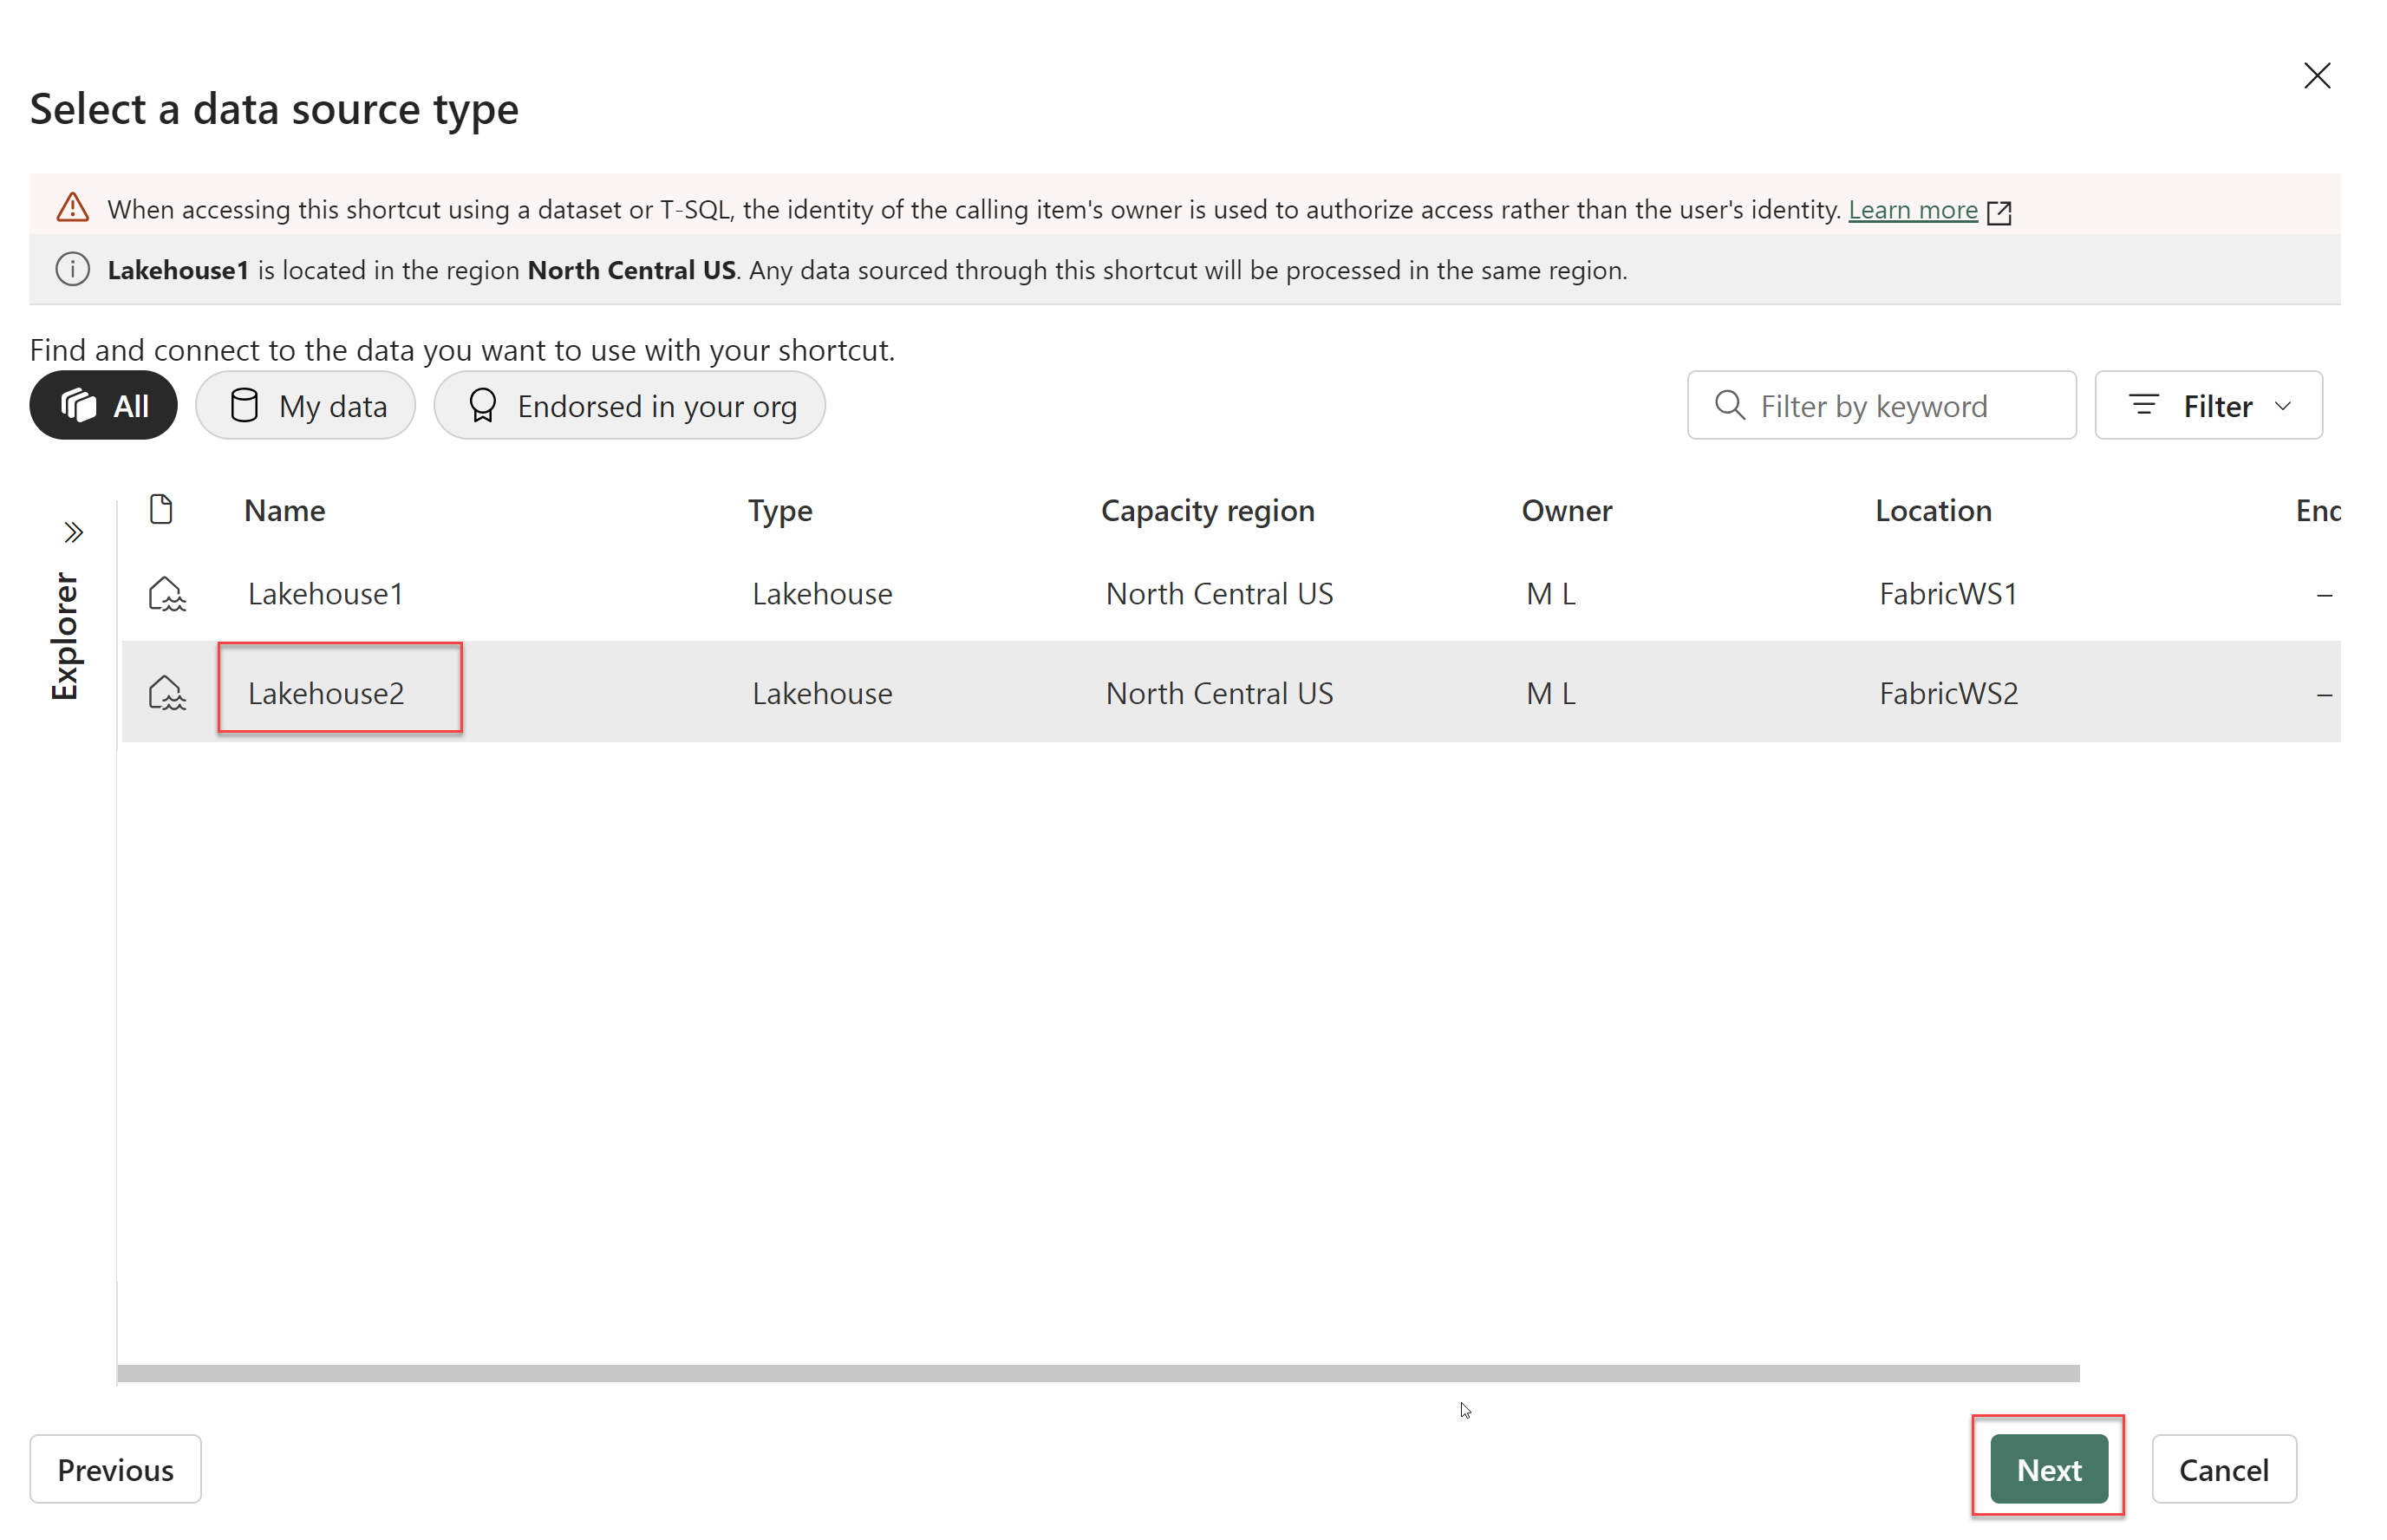 Select a data source type
When accessing this shortcut using a dataset or T-SQL, the identity of the calling item's owner is used to authorize access rather than the user's identity. Learn more
Lakehouse1 is located in the region North Central US. Any data sourced through this shortcut will be processed in the same region.
Find and connect to the data you want to use with your shortcut.
All My data Endorsed in your org Filter by keyword Filter
Explorer
Name Type Capacity region Owner Location End
Lakehouse1 Lakehouse North Central US M L FabricWS1 –
Lakehouse2 Lakehouse North Central US M L FabricWS2 –
Previous Next Cancel